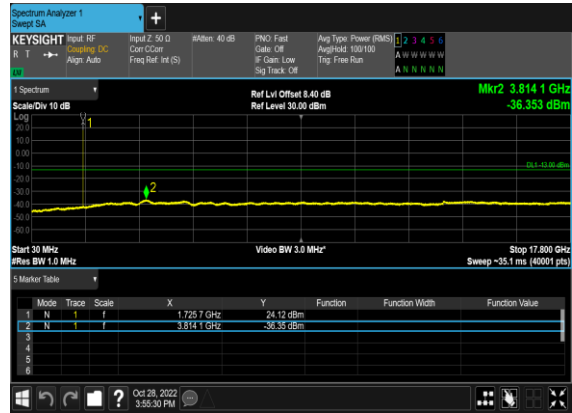 Spectrum Analyzer 1
Swept SA
+
KEYSIGHT Input: RF Input Z: 50 Ω #Atten: 40 dB PNO: Fast Avg Type: Power (RMS) 1 2 3 4 5 6
R T Coupling: DC Corr CCorr Gate: Off Avg|Hold: 100/100 A W W W W W
Align: Auto Freq Ref: Int (S) IF Gain: Low Trig: Free Run
Sig Track: Off A N N N N N
1 Spectrum
Ref Lvl Offset 8.40 dB Mkr2 3.814 1 GHz
Scale/Div 10 dB Ref Level 30.00 dBm -36.353 dBm
Log
1
20.0
10.0
0.00
-10.0 DL1 -13.00 dBm
-20.0
-30.0 2
-40.0
-50.0
-60.0
Start 30 MHz Video BW 3.0 MHz* Stop 17.800 GHz
#Res BW 1.0 MHz Sweep ~35.1 ms (40001 pts)
5 Marker Table
Mode Trace Scale X Y Function Function Width Function Value
1 N 1 f 1.725 7 GHz 24.12 dBm
2 N 1 f 3.814 1 GHz -36.35 dBm
3
4
5
6
? Oct 28, 2022
3:55:30 PM